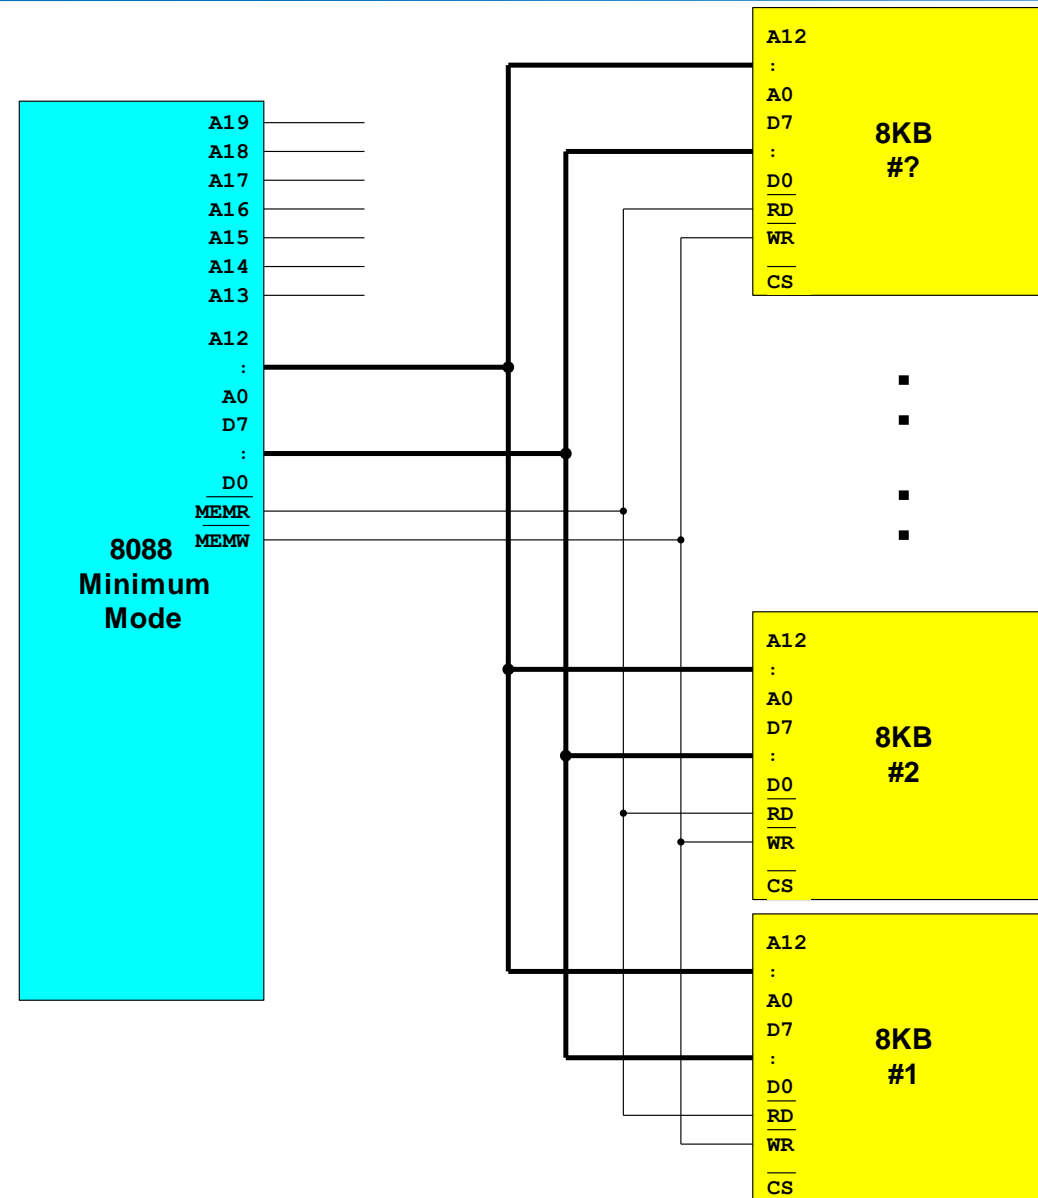 A19
A18
A17
A16
A15
A14
A13
A12
:
A0
D7
:
D0
MEMR
MEMW
8088
Minimum
Mode
A12
:
A0
D7
:
D0
RD
WR
CS
8KB
#?
A12
:
A0
D7
:
D0
RD
WR
CS
8KB
#2
A12
:
A0
D7
:
D0
RD
WR
CS
8KB
#1